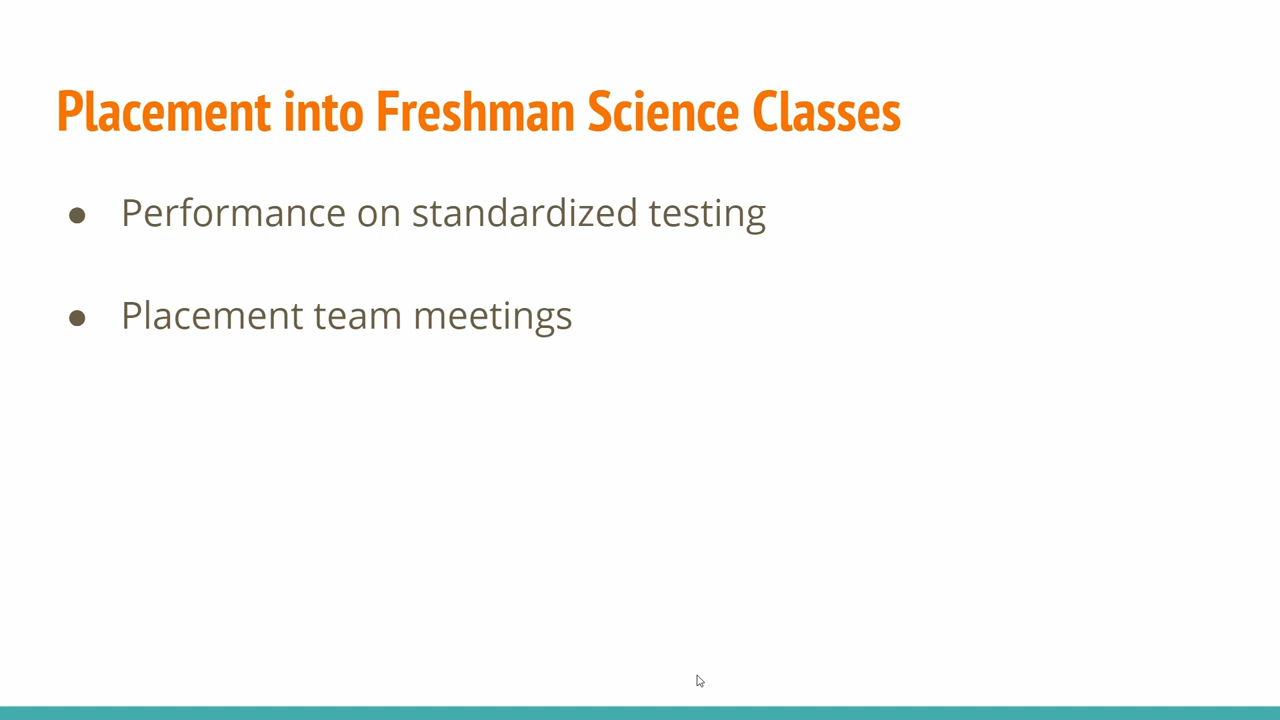 Placement into Freshman Science Classes
● Performance on standardized testing
● Placement team meetings